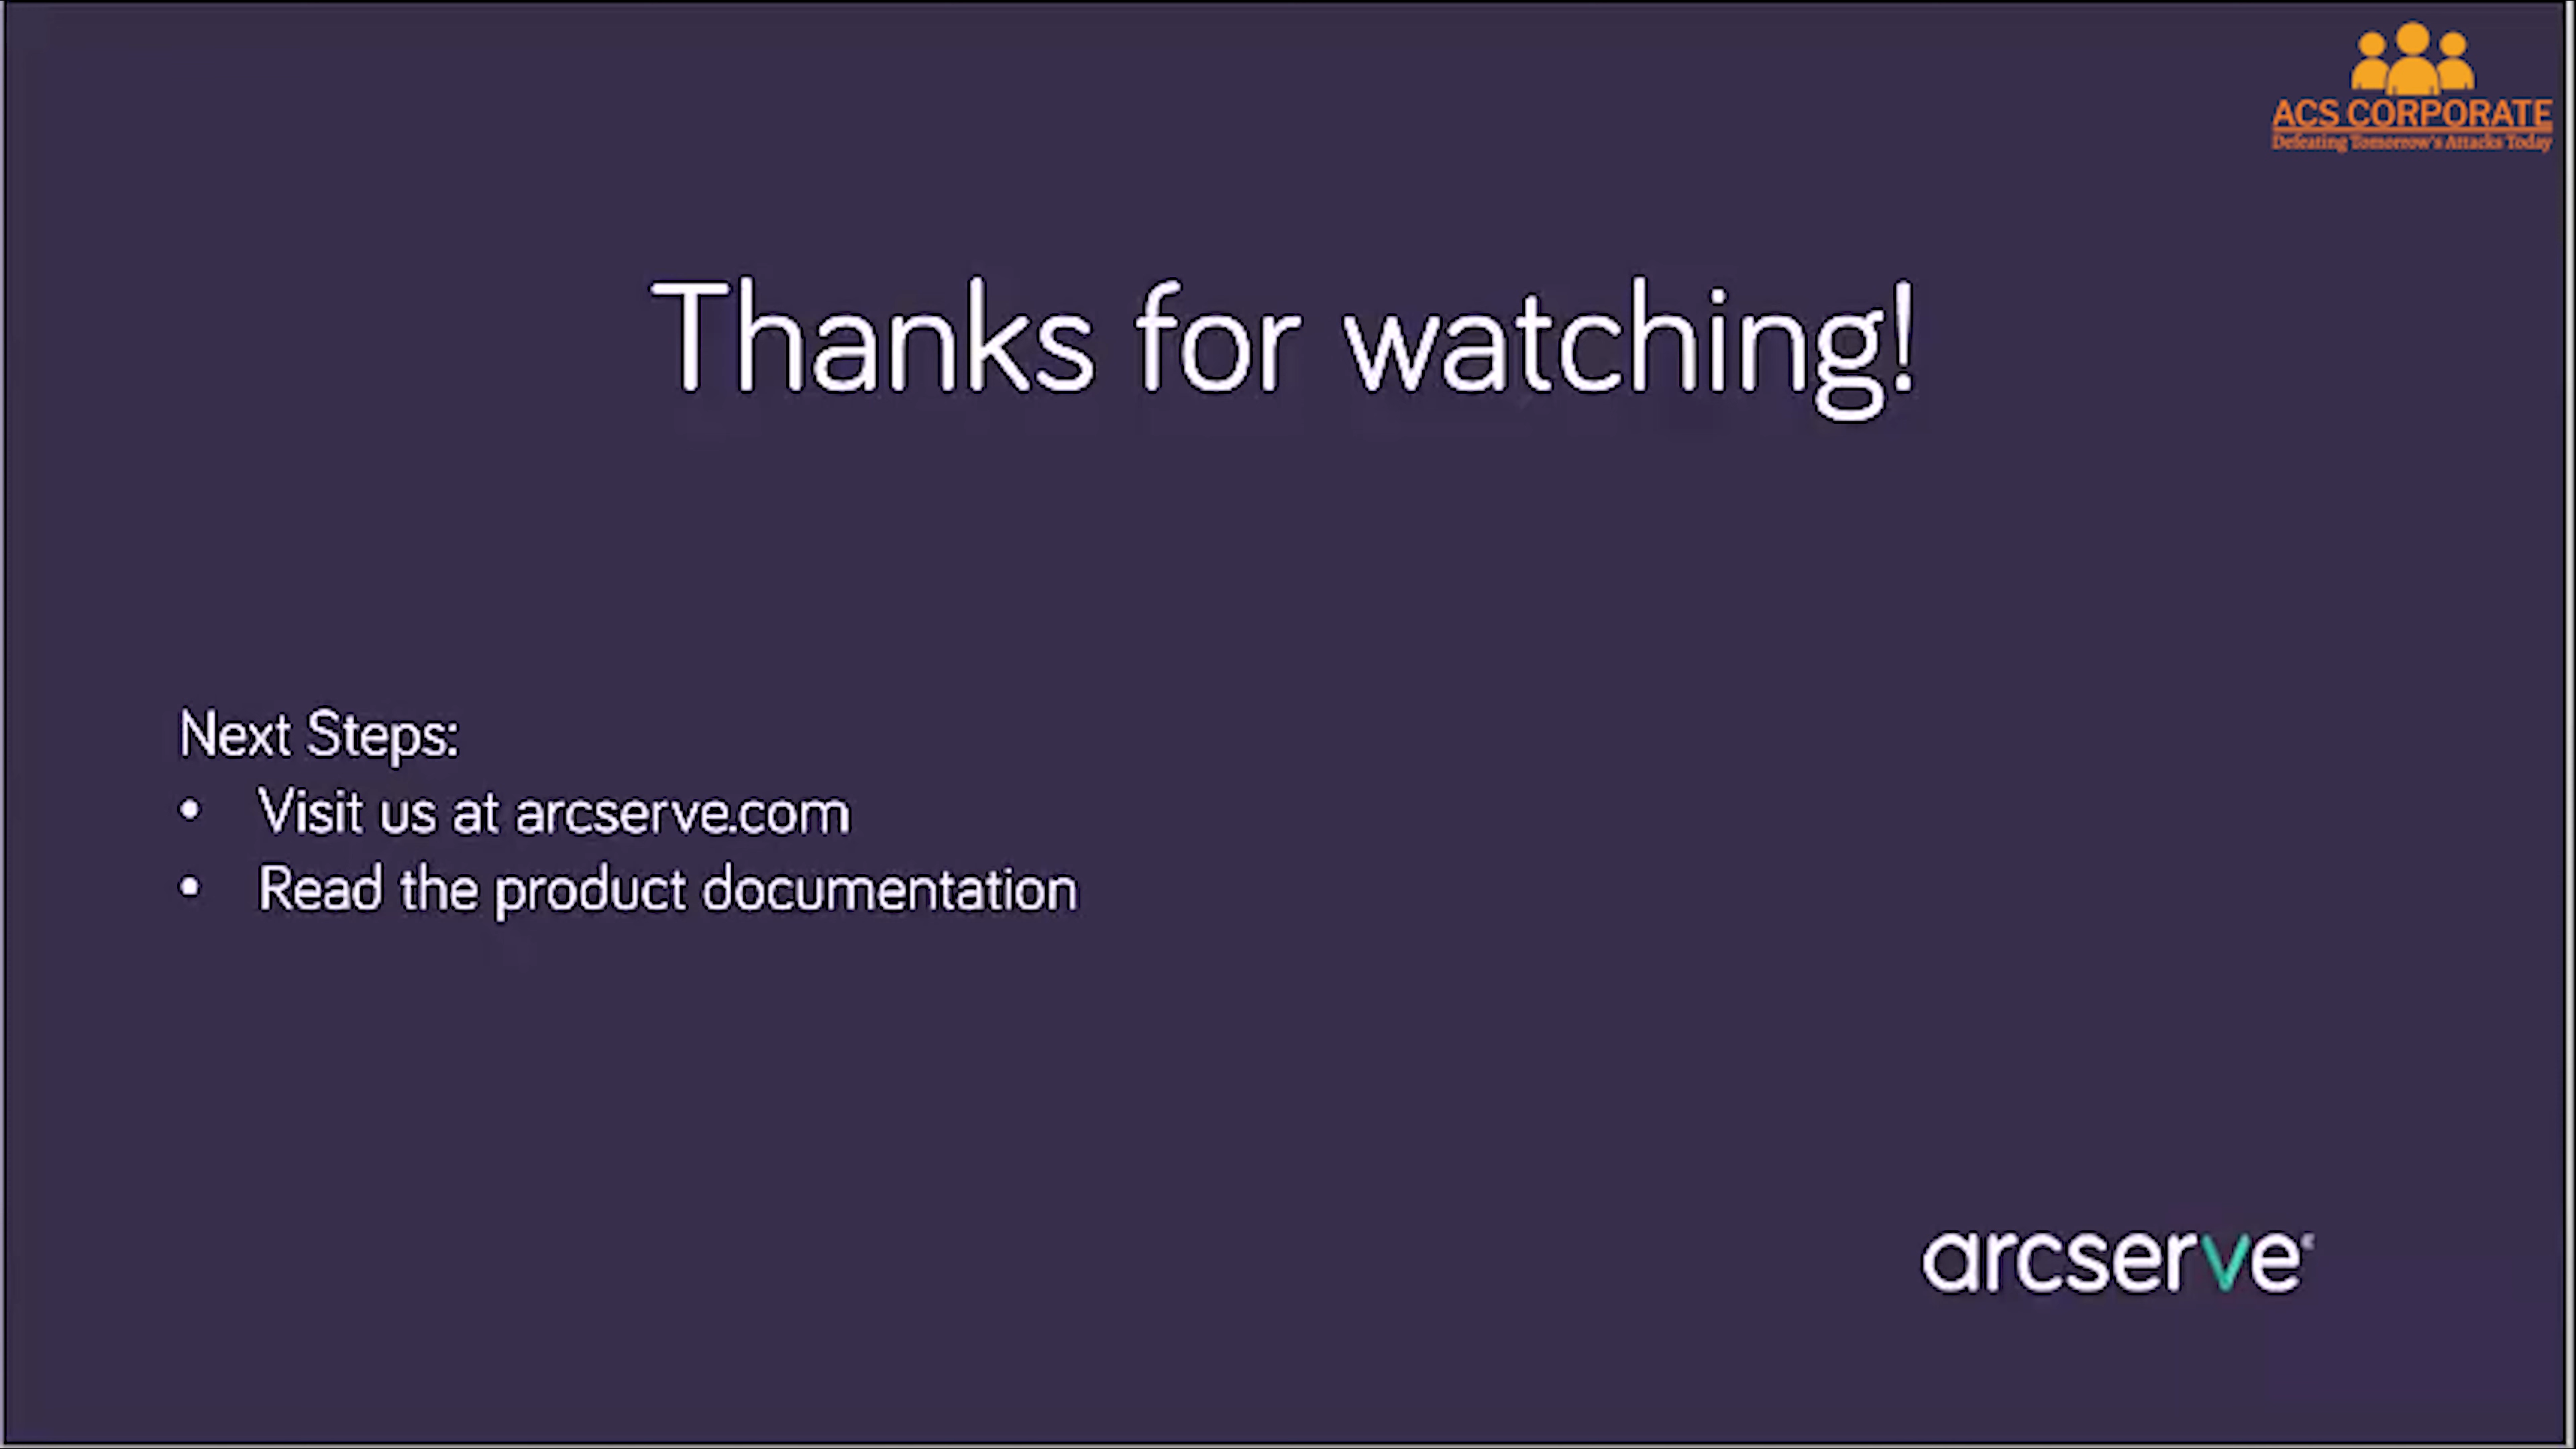 ACS CORPORATE
Defeating Tomorrow's Attacks Today
Thanks for watching!
Next Steps:
• Visit us at arcserve.com
• Read the product documentation
arcserve